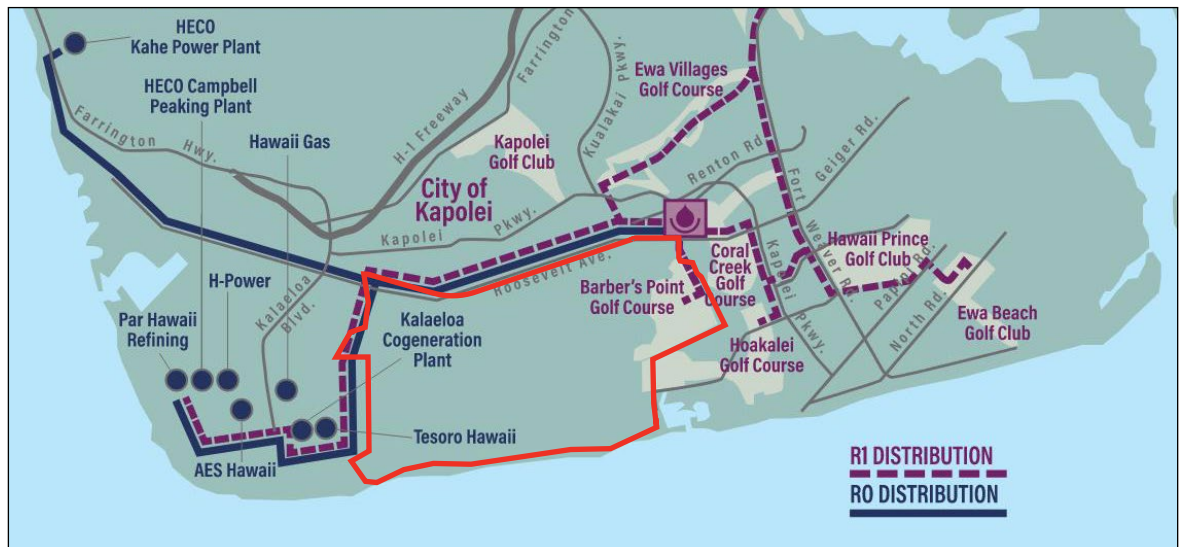 HECO
Kahe Power Plant
HECO Campbell
Peaking Plant
Farrington
Hwy.
Hawaii Gas
H-1 Freeway
Farrington
Kualakai Pkwy.
Ewa Villages
Golf Course
Kapolei
Golf Club
City of
Kapolei
Kapolei
Pkwy.
Renton Rd.
Fort
Weaver Rd.
Geiger Rd.
Roosevelt Ave.
H-Power
Kalaeloa
Blvd.
Par Hawaii
Refining
Kalaeloa
Cogeneration
Plant
Barber's Point
Golf Course
Coral
Creek
Golf
Course
Kapolei
Pkwy.
Hawaii Prince
Golf Club
Papipi Rd.
North Rd.
Ewa Beach
Golf Club
Hoakalei
Golf Course
AES Hawaii
Tesoro Hawaii
R1 DISTRIBUTION
RO DISTRIBUTION